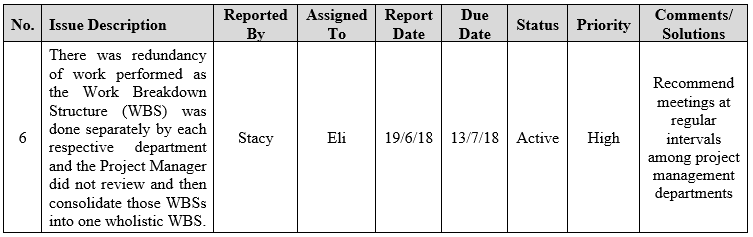 No. Issue Description Reported By Assigned To Report Date Due Date Status Priority Comments/ Solutions
6
There was redundancy
of work performed as
the Work Breakdown
Structure (WBS) was
done separately by each
respective department
and the Project Manager
did not review and then
consolidate those WBSs
into one wholistic WBS.
Stacy
Eli
19/6/18
13/7/18
Active
High
Recommend
meetings at
regular
intervals
among project
management
departments